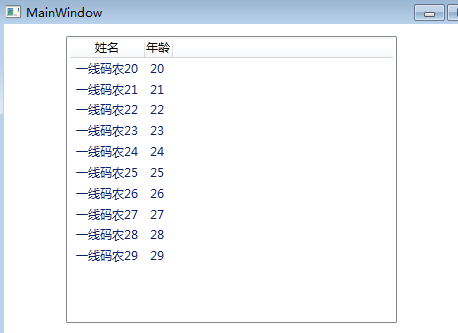 MainWindow
姓名 年龄
一线码农20 20
一线码农21 21
一线码农22 22
一线码农23 23
一线码农24 24
一线码农25 25
一线码农26 26
一线码农27 27
一线码农28 28
一线码农29 29